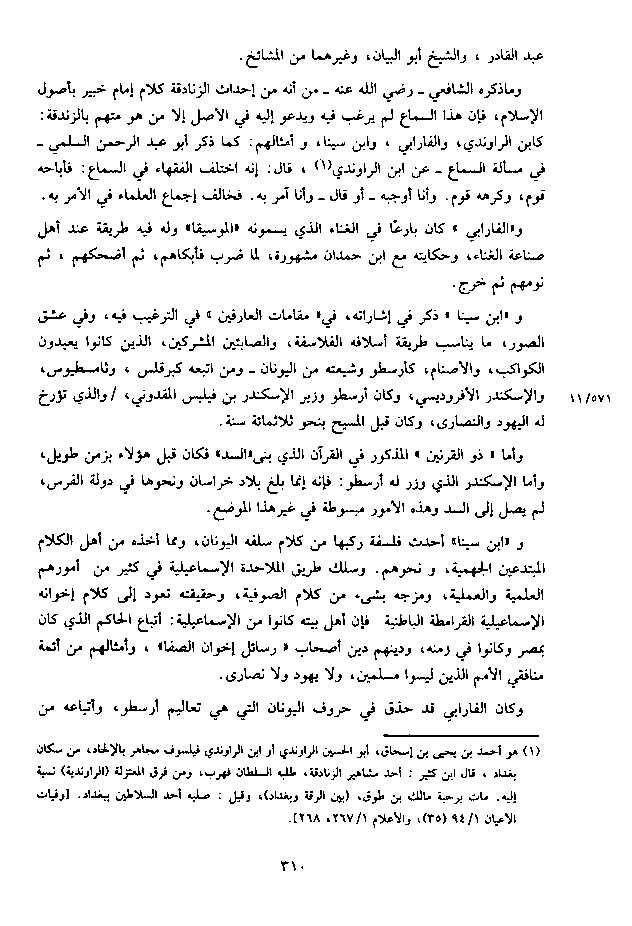 عبد القادر ، والشيخ أبو البيان، وغيرهما من المشائخ.
وماذكره الشافعي ـ رضي الله عنه ـ من أنه من إحداث الزنادقة كلام إمام خبير بأصول
الإسلام، فإن هذا السماع لم يرغب فيه ويدعو إليه في الأصل إلا من هو متهم بالزندقة:
كابن الراوندي، والفارابي ، وابن سينا، و أمثالهم: كما ذكر أبو عبد الرحمن السلمي ـ
في مسألة السماع ـ عن ابن الراوندي(١) ، قال: إنه اختلف الفقهاء في السماع: فأباحه
قوم، وكرهه قوم. وأنا أوجبه ـ أو قال ـ وأنا آمر به. فخالف إجماع العلماء في الأمر به.
و«الفارابي » كان بارعًا في الغناء الذي يسمونه «الموسيقا» وله فيه طريقة عند أهل
صناعة الغناء، وحكايته مع ابن حمدان مشهورة، لما ضرب فأبكاهم، ثم أضحكهم ، ثم
نومهم ثم خرج.
و «ابن سينا » ذكر في إشاراته، في« مقامات العارفين » في الترغيب فيه، وفي عشق
الصور، ما يناسب طريقة أسلافه الفلاسفة، والصابئين المشركين، الذين كانوا يعبدون
الكواكب، والأصنام، كأرسطو وشيعته من اليونان ـ ومن اتبعه كبرقلس ، وثامسطيوس،
والإسكندر الأفروديسي، وكان أرسطو وزير الإسكندر بن فيلبس المقدوني، /والذي تؤرخ ١١/٥٧١
له اليهود والنصارى، وكان قبل المسيح بنحو ثلاثمائة سنة.
وأما « ذو القرنين » المذكور في القرآن الذي بنى«السد» فكان قبل هؤلاء بزمن طويل،
وأما الإسكندر الذي وزر له أرسطو: فإنه إنما بلغ بلاد خراسان ونحوها في دولة الفرس،
لم يصل إلى السد وهذه الأمور مبسوطة في غيرهذا الموضع.
و «ابن سينا» أحدث فلسفة ركبها من كلام سلفه اليونان، ومما أخذه من أهل الكلام
المبتدعين الجهمية، و نحوهم. وسلك طريق الملاحدة الإسماعيلية في كثير من أمورهم
العلمية والعملية، ومزجه بشىء من كلام الصوفية، وحقيقته تعود إلى كلام إخوانه
الإسماعيلية القرامطة الباطنية فإن أهل بيته كانوا من الإسماعيلية: أتباع الحاكم الذي كان
بمصر وكانوا في زمنه، ودينهم دين أصحاب « رسائل إخوان الصفا» ، وأمثالهم من أئمة
منافقي الأمم الذين ليسوا مسلمين، ولا يهود ولا نصارى.
وكان الفارابي قد حذق في حروف اليونان التي هي تعاليم أرسطو، وأتباعه من
(١) هو أحمد بن يحيى بن إسحاق، أبو الحسين الراوندي أو ابن الراوندي فيلسوف مجاهر بالإلحاد، من سكان
بغداد ، قال ابن كثير : أحد مشاهير الزنادقة، طلبه السلطان فهرب، ومن فرق المعتزلة (الراوندية) نسبة
إليه. مات برحبة مالك بن طوق، (بين الرقة وبغداد)، وقيل : صلبه أحد السلاطين ببغداد. [وفيات
الأعيان ٩٤/١ (٣٥)، والأعلام ٢٦٧/١، ٢٦٨].
٣١٠